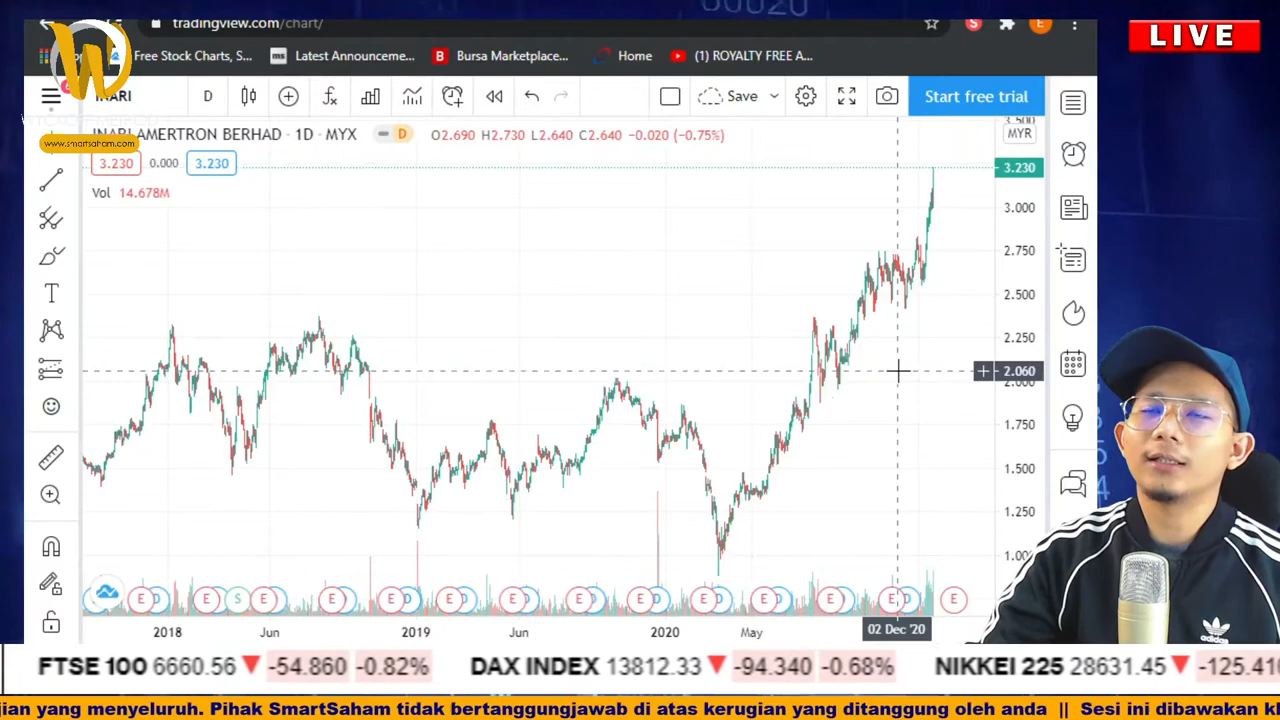 tradingview.com/chart/
LIVE
Free Stock Charts, S...
ms
Latest Announceme...
B
Bursa Marketplace...
Home
(1) ROYALTY FREE A...
S
E
INARI
D
Save
Start free trial
W
www.smartsaham.com
INARI AMERTRON BERHAD · 1D · MYX
D
O2.690 H2.730 L2.640 C2.640 -0.020 (-0.75%)
MYR
3.230 0.000 3.230
Vol 14.678M
3.500
3.230
3.000
2.750
2.500
2.250
2.060
2.000
1.750
1.500
1.250
1.000
E D E S E E D E E D E D E E D E D E E
2018 Jun 2019 Jun 2020 May 02 Dec '20
adidas
FTSE 100 6660.56 -54.860 -0.82% DAX INDEX 13812.33 -94.340 -0.68% NIKKEI 225 28631.45
jian yang menyeluruh. Pihak SmartSaham tidak bertanggungjawab di atas kerugian yang ditanggung oleh anda || Sesi ini dibawakan